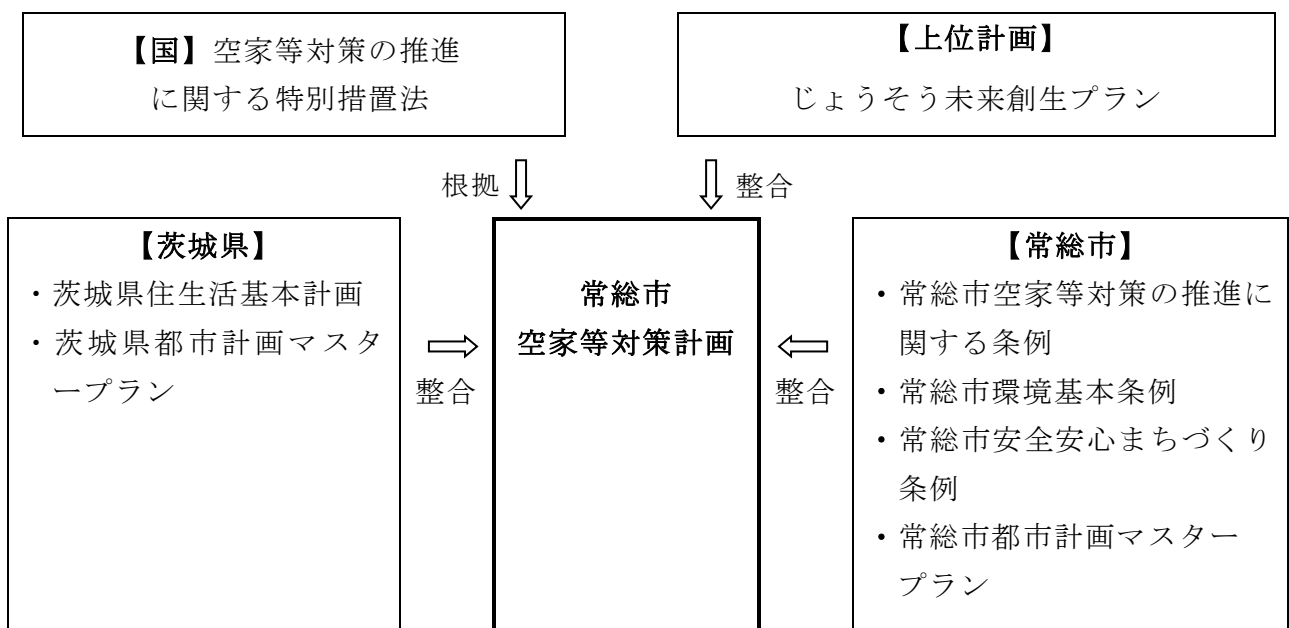 【国】空家等対策の推進
に関する特別措置法
【上位計画】
じょうそう未来創生プラン
根拠
整合
【茨城県】
・茨城県住生活基本計画
・茨城県都市計画マスタ
ープラン
整合
常総市
空家等対策計画
整合
【常総市】
・常総市空家等対策の推進に
関する条例
・常総市環境基本条例
・常総市安全安心まちづくり
条例
・常総市都市計画マスター
プラン